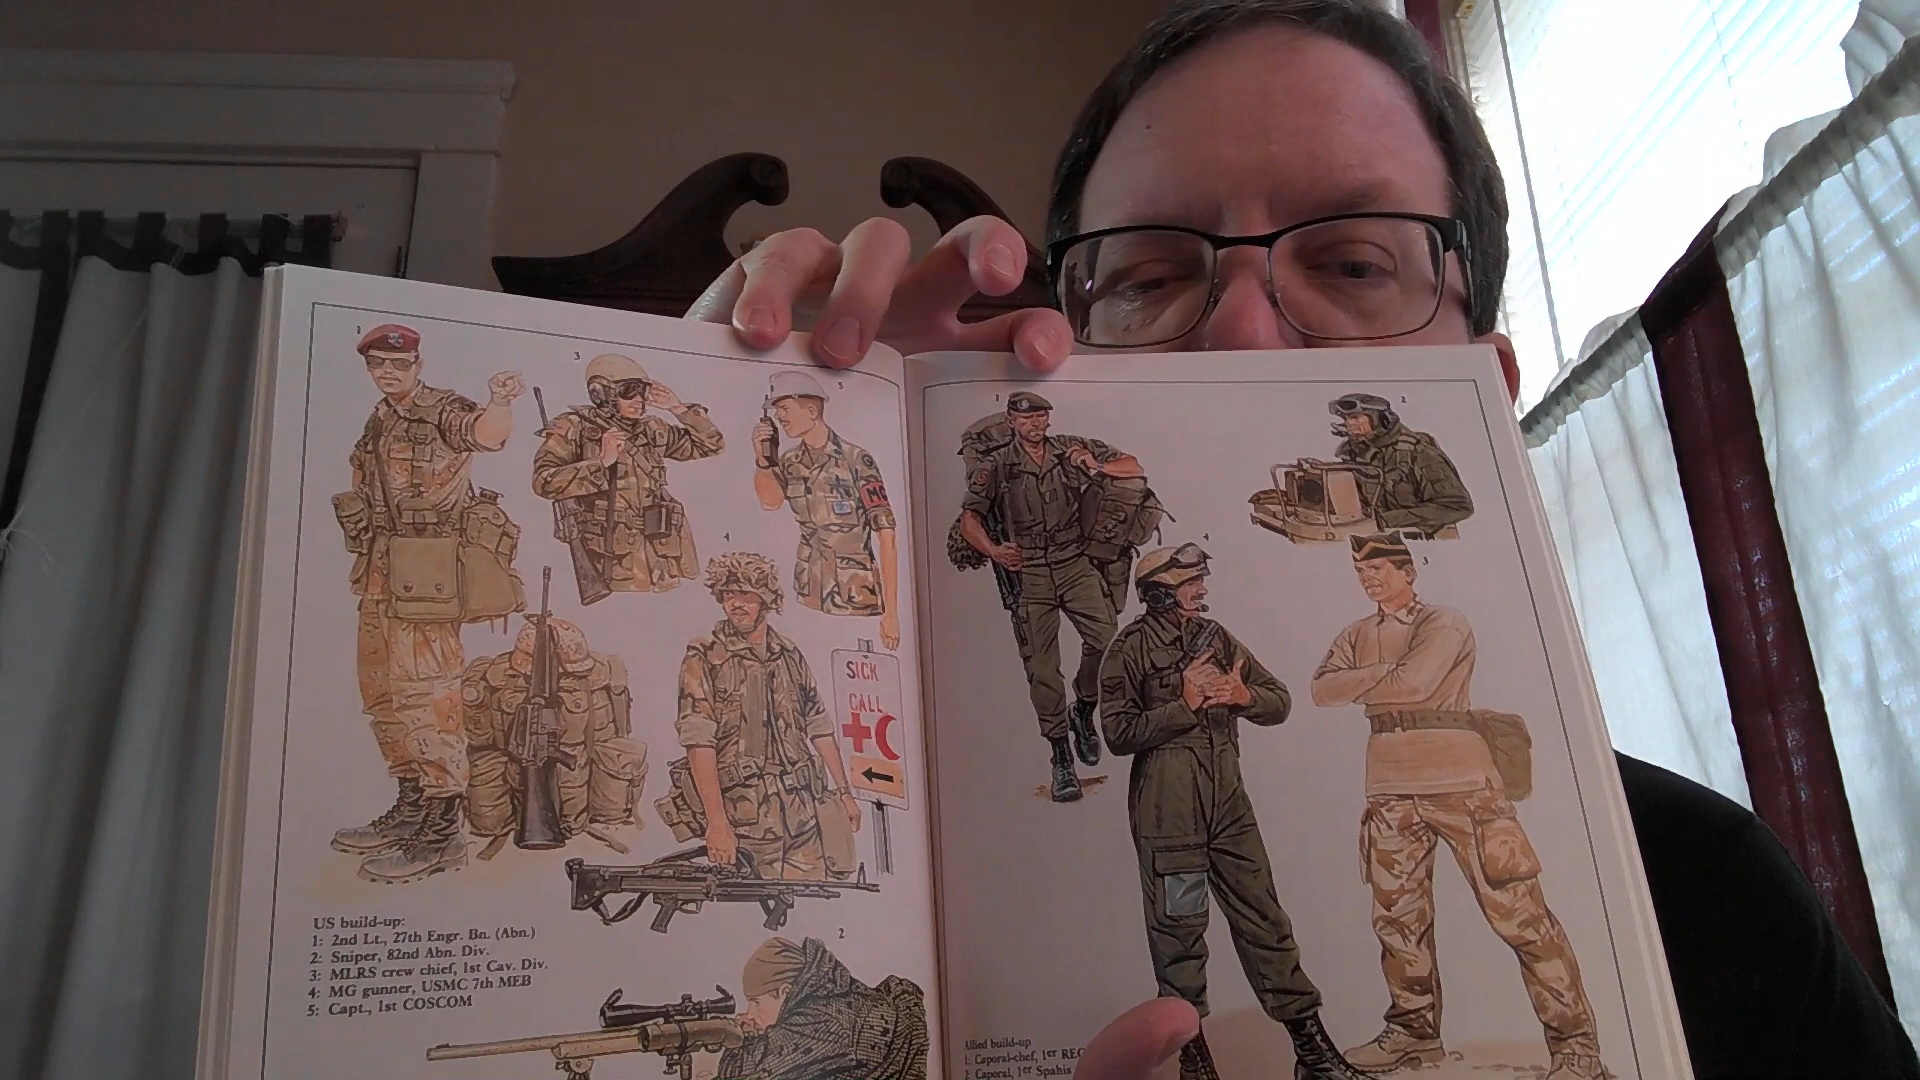 1
3
5
4
MC
SICK
CALL
US build-up:
1: 2nd Lt., 27th Engr. Bn. (Abn.)
2: Sniper, 82nd Abn. Div.
3: MLRS crew chief, 1st Cav. Div.
4: MG gunner, USMC 7th MEB
5: Capt., 1st COSCOM
2
1
2
4
3
Allied build-up
1: Caporal-chef, 1er REC
2: Caporal, 1er Spahis